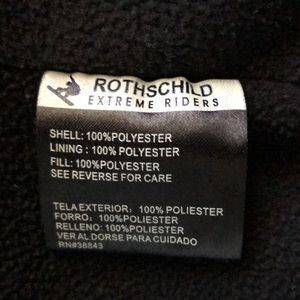 ROTHSCHILD
EXTREME RIDERS
SHELL: 100%POLYESTER
LINING : 100% POLYESTER
FILL: 100%POLYESTER
SEE REVERSE FOR CARE
TELA EXTERIOR: 100% POLIESTER
FORRO: 100% POLIESTER
RELLENO: 100% POLIESTER
VER AL DORSE PARA CUIDADO
RN#38843